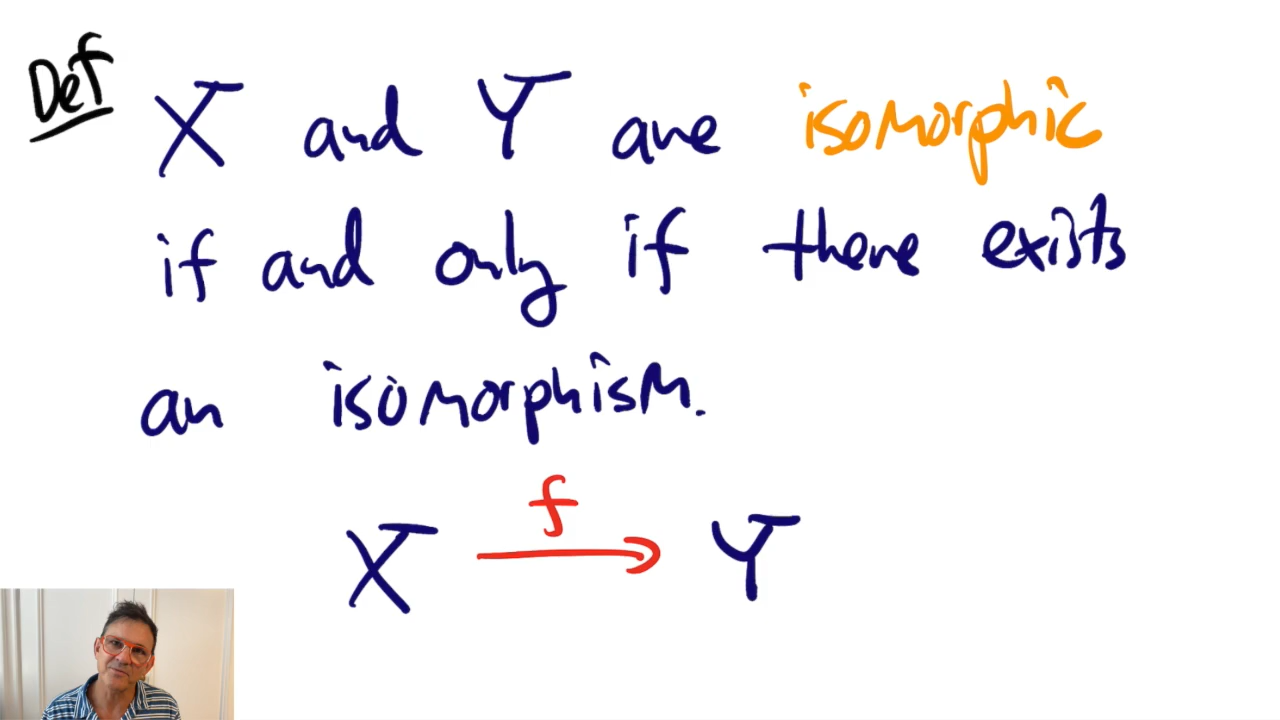 Def X and Y are isomorphic
if and only if there exists
an isomorphism.
f
X Y